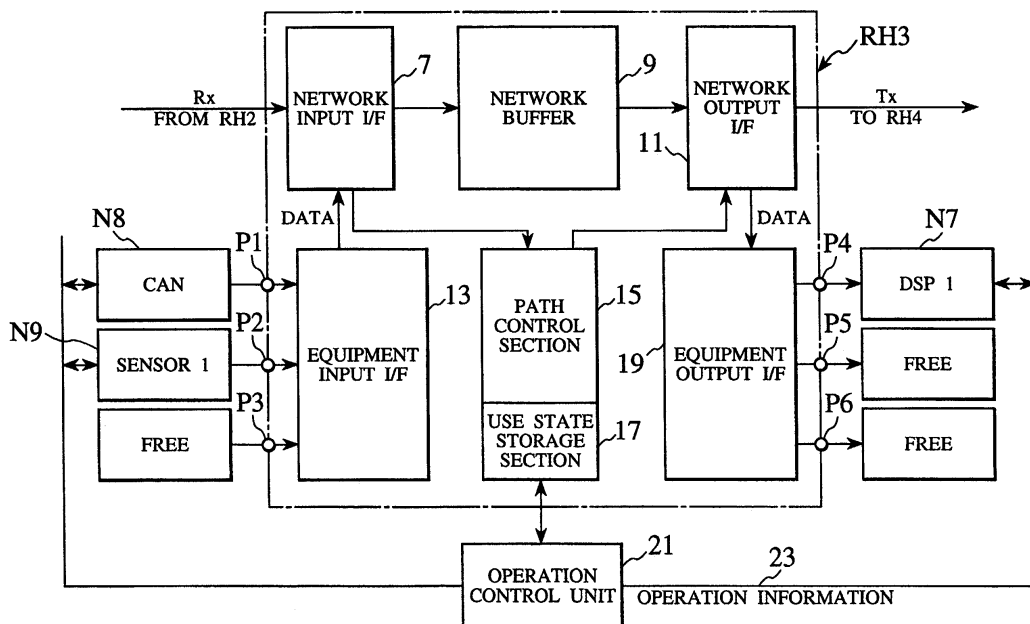 RH3
7
9
Rx
FROM RH2
NETWORK
INPUT I/F
NETWORK
BUFFER
NETWORK
OUTPUT
I/F
11
Tx
TO RH4
DATA
DATA
N8
P1
CAN
13
15
P4
N7
DSP 1
N9
P2
SENSOR 1
EQUIPMENT
INPUT I/F
PATH
CONTROL
SECTION
19
EQUIPMENT
OUTPUT I/F
P5
FREE
P3
FREE
USE STATE
STORAGE
SECTION
17
P6
FREE
21
OPERATION
CONTROL UNIT
23
OPERATION INFORMATION